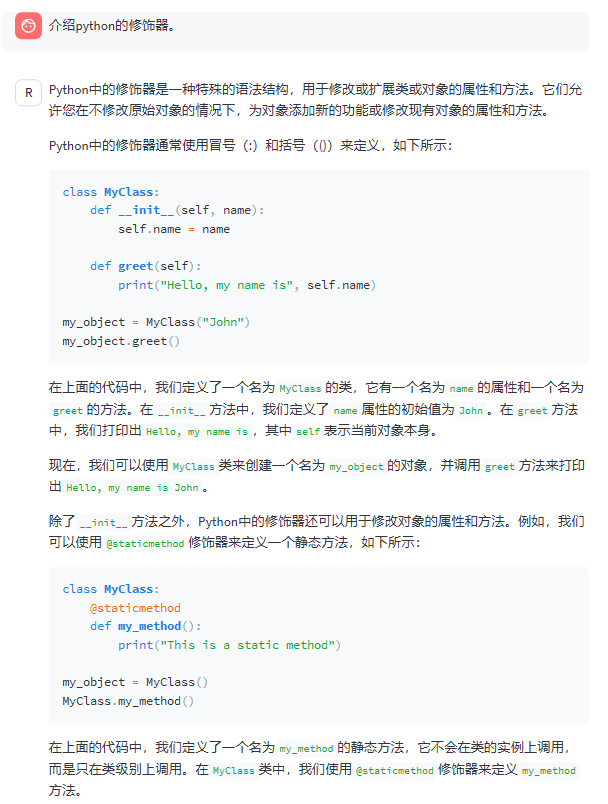 介绍python的修饰器。
R
Python中的修饰器是一种特殊的语法结构，用于修改或扩展类或对象的属性和方法。它们允
许您在不修改原始对象的情况下，为对象添加新的功能或修改现有对象的属性和方法。
Python中的修饰器通常使用冒号（:）和括号（()）来定义，如下所示：
class MyClass:
    def __init__(self, name):
        self.name = name
    def greet(self):
        print("Hello, my name is", self.name)
my_object = MyClass("John")
my_object.greet()
在上面的代码中，我们定义了一个名为 MyClass 的类，它有一个名为 name 的属性和一个名为
greet 的方法。在 __init__ 方法中，我们定义了 name 属性的初始值为 John 。在 greet 方法
中，我们打印出 Hello, my name is ，其中 self 表示当前对象本身。
现在，我们可以使用 MyClass 类来创建一个名为 my_object 的对象，并调用 greet 方法来打印
出 Hello, my name is John 。
除了 __init__ 方法之外，Python中的修饰器还可以用于修改对象的属性和方法。例如，我们
可以使用 @staticmethod 修饰器来定义一个静态方法，如下所示：
class MyClass:
    @staticmethod
    def my_method():
        print("This is a static method")
my_object = MyClass()
MyClass.my_method()
在上面的代码中，我们定义了一个名为 my_method 的静态方法，它不会在类的实例上调用，
而是只在类级别上调用。在 MyClass 类中，我们使用 @staticmethod 修饰器来定义 my_method
方法。